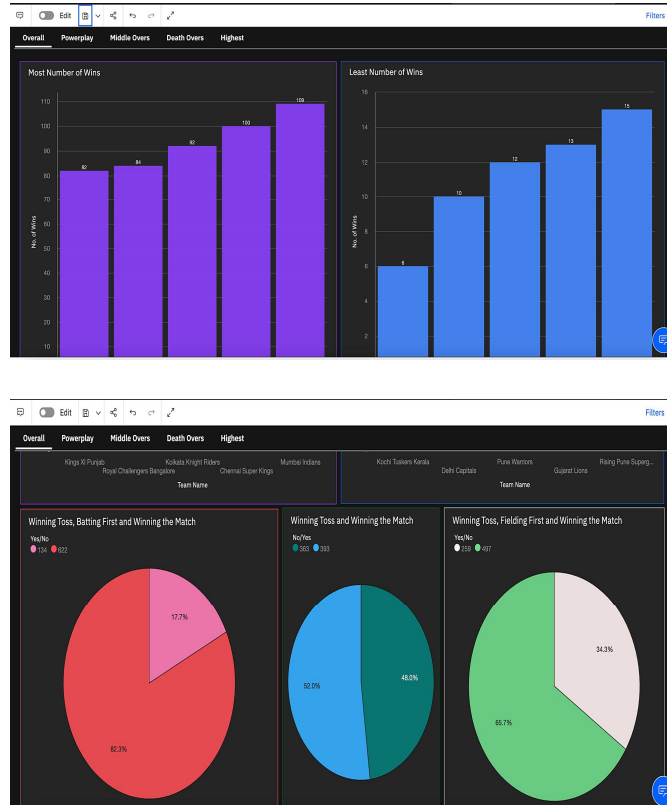 Edit
Filters
Overall Powerplay Middle Overs Death Overs Highest
Most Number of Wins
110
100
90
80
70
60
50
40
30
20
10
No. of Wins
82
84
92
100
109
Least Number of Wins
16
14
12
10
8
6
4
2
No. of Wins
6
10
12
13
15
Edit
Filters
Overall Powerplay Middle Overs Death Overs Highest
Kings XI Punjab Kolkata Knight Riders Mumbai Indians
Royal Challengers Bangalore Chennai Super Kings
Team Name
Kochi Tuskers Kerala Pune Warriors Rising Pune Superg...
Delhi Capitals Gujarat Lions
Team Name
Winning Toss, Batting First and Winning the Match
Yes/No
134 622
17.7%
82.3%
Winning Toss and Winning the Match
No/Yes
363 393
52.0%
48.0%
Winning Toss, Fielding First and Winning the Match
Yes/No
259 497
34.3%
65.7%